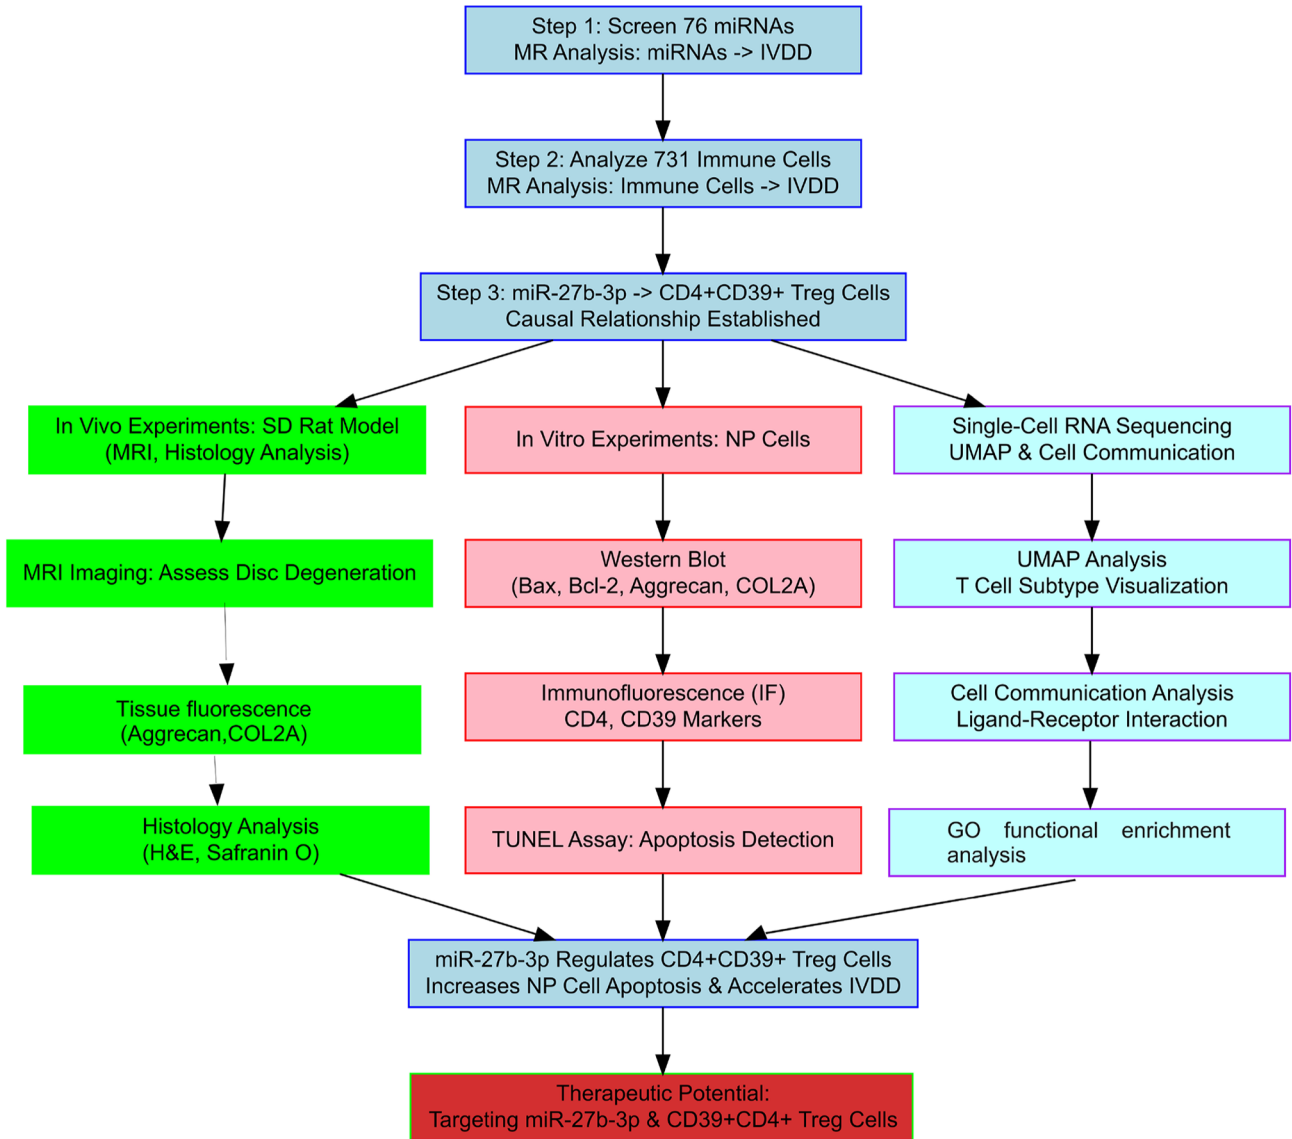 Step 1: Screen 76 miRNAs
MR Analysis: miRNAs -> IVDD
Step 2: Analyze 731 Immune Cells
MR Analysis: Immune Cells -> IVDD
Step 3: miR-27b-3p -> CD4+CD39+ Treg Cells
Causal Relationship Established
In Vivo Experiments: SD Rat Model
(MRI, Histology Analysis)
In Vitro Experiments: NP Cells
Single-Cell RNA Sequencing
UMAP & Cell Communication
MRI Imaging: Assess Disc Degeneration
Western Blot
(Bax, Bcl-2, Aggrecan, COL2A)
UMAP Analysis
T Cell Subtype Visualization
Tissue fluorescence
(Aggrecan,COL2A)
Immunofluorescence (IF)
CD4, CD39 Markers
Cell Communication Analysis
Ligand-Receptor Interaction
Histology Analysis
(H&E, Safranin O)
TUNEL Assay: Apoptosis Detection
GO functional enrichment
analysis
miR-27b-3p Regulates CD4+CD39+ Treg Cells
Increases NP Cell Apoptosis & Accelerates IVDD
Therapeutic Potential:
Targeting miR-27b-3p & CD39+CD4+ Treg Cells